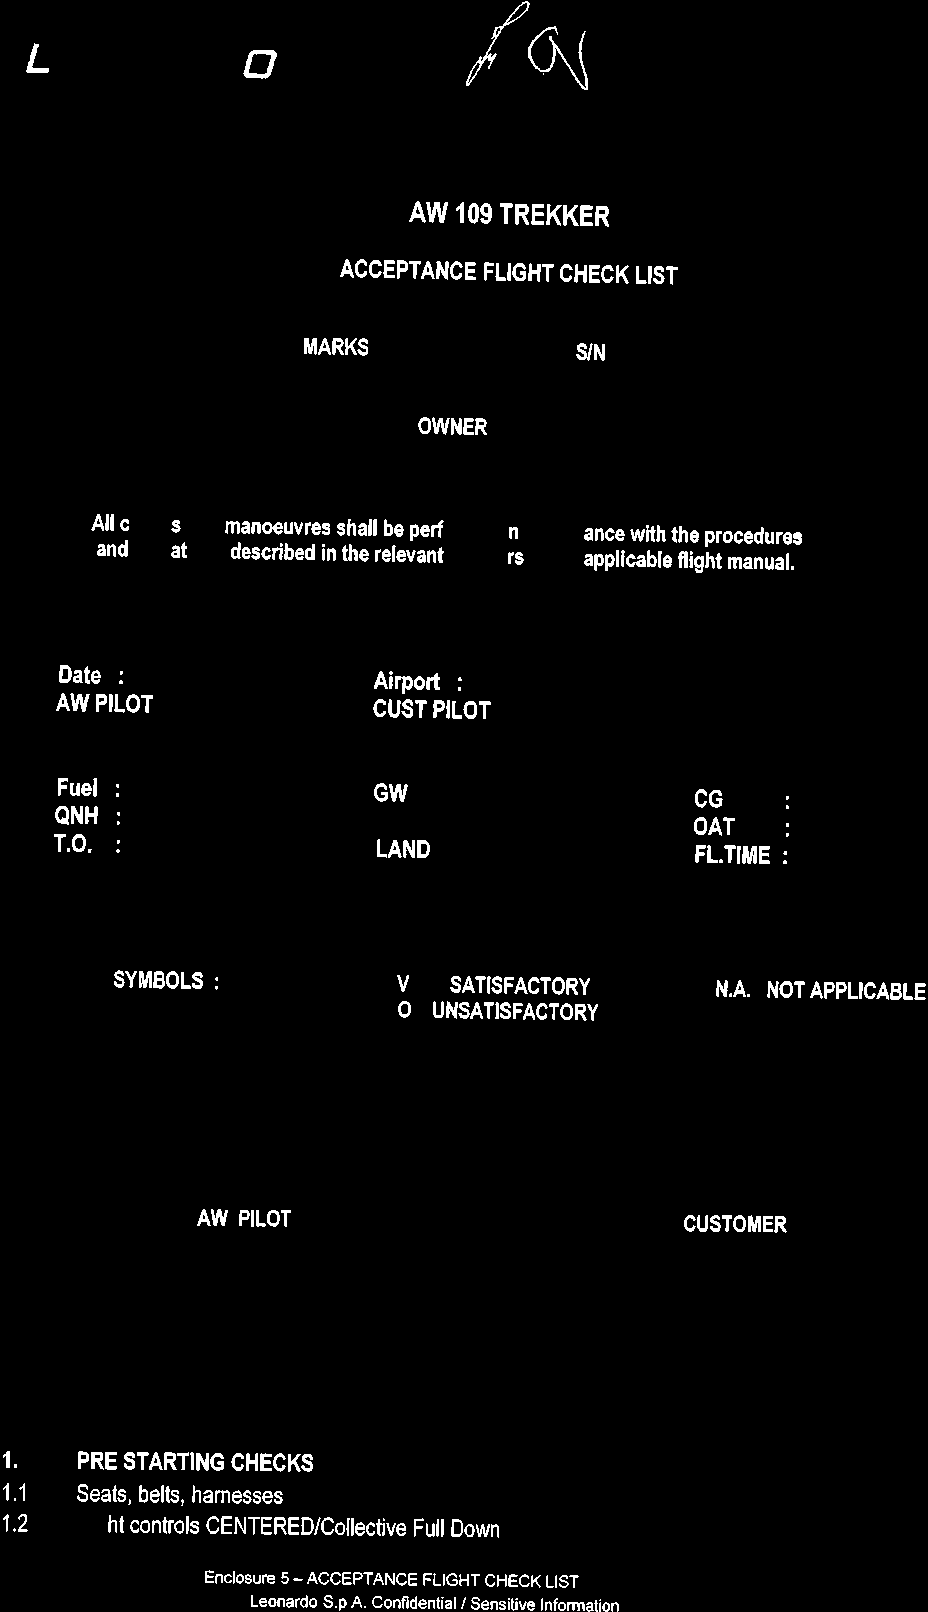 L O
AW 109 TREKKER
ACCEPTANCE FLIGHT CHECK LIST
MARKS S/N
OWNER
All c s manoeuvres shall be perf n ance with the procedures
and at described in the relevant rs applicable flight manual.
Date : Airport :
AW PILOT CUST PILOT
Fuel : GW CG :
QNH : OAT :
T.O. : LAND FL.TIME :
SYMBOLS : V SATISFACTORY N.A. NOT APPLICABLE
O UNSATISFACTORY
AW PILOT CUSTOMER
1. PRE STARTING CHECKS
1.1 Seats, belts, harnesses
1.2 ht controls CENTERED/Collective Full Down
Enclosure 5 – ACCEPTANCE FLIGHT CHECK LIST
Leonardo S.p A. Confidential / Sensitive Information